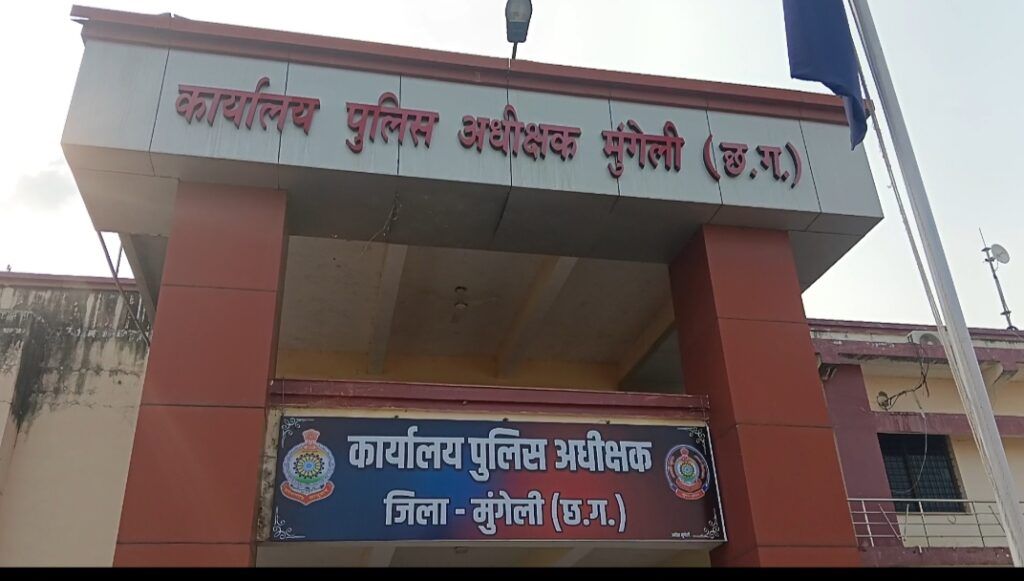 कार्यालय पुलिस अधीक्षक मुंगेली (छ.ग.)
कार्यालय पुलिस अधीक्षक
जिला - मुंगेली (छ.ग.)